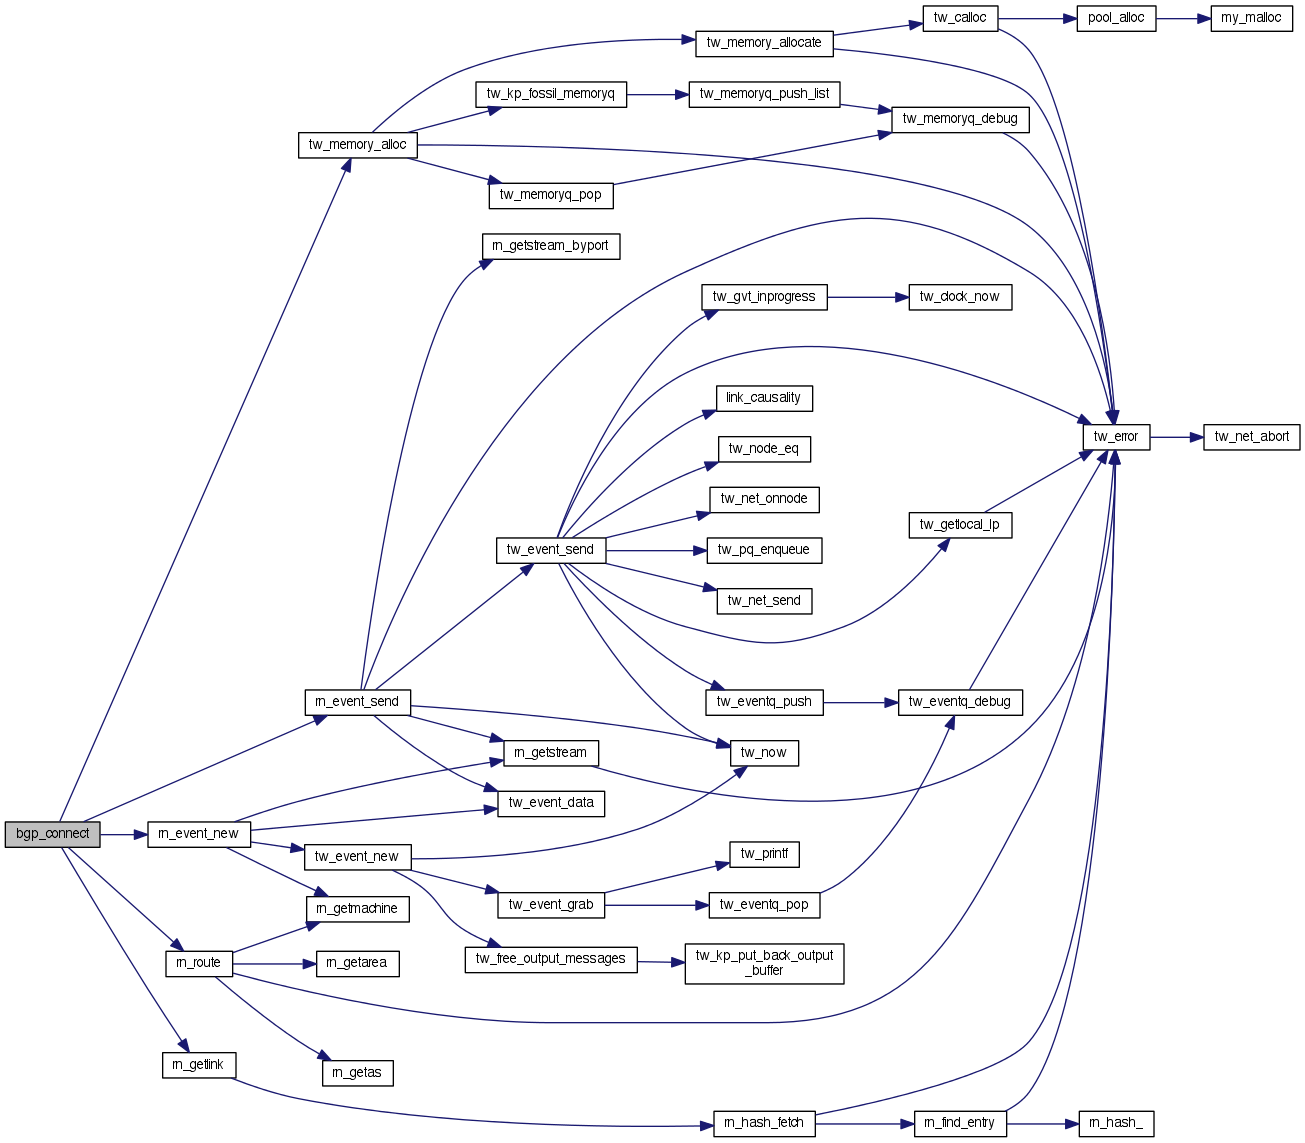 tw_calloc
pool_alloc
my_malloc
tw_memory_allocate
tw_kp_fossil_memoryq
tw_memoryq_push_list
tw_memoryq_debug
tw_memory_alloc
tw_memoryq_pop
rn_getstream_byport
tw_gvt_inprogress
tw_clock_now
link_causality
tw_error
tw_net_abort
tw_node_eq
tw_net_onnode
tw_getlocal_lp
tw_event_send
tw_pq_enqueue
tw_net_send
rn_event_send
tw_eventq_push
tw_eventq_debug
rn_getstream
tw_now
tw_event_data
bgp_connect
rn_event_new
tw_event_new
tw_printf
tw_event_grab
tw_eventq_pop
rn_getmachine
rn_route
rn_getarea
tw_free_output_messages
tw_kp_put_back_output
_buffer
rn_getlink
rn_getas
rn_hash_fetch
rn_find_entry
rn_hash_